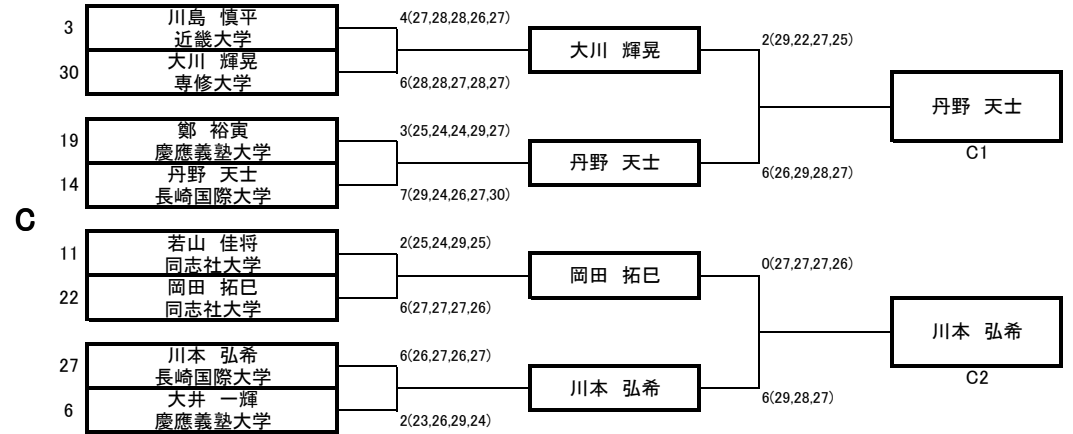 3
川島　慎平
近畿大学
4(27,28,28,26,27)
30
大川　輝晃
専修大学
6(28,28,27,28,27)
大川　輝晃
2(29,22,27,25)
19
鄭　裕寅
慶應義塾大学
3(25,24,24,29,27)
14
丹野　天士
長崎国際大学
7(29,24,26,27,30)
丹野　天士
6(26,29,28,27)
丹野　天士
C1
C
11
若山　佳将
同志社大学
2(25,24,29,25)
22
岡田　拓巳
同志社大学
6(27,27,27,26)
岡田　拓巳
0(27,27,27,26)
27
川本　弘希
長崎国際大学
6(26,27,26,27)
6
大井　一輝
慶應義塾大学
2(23,26,29,24)
川本　弘希
6(29,28,27)
川本　弘希
C2